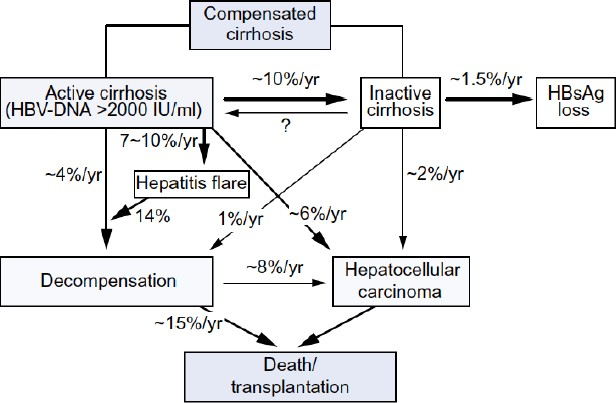 Compensated
cirrhosis
Active cirrhosis
(HBV-DNA >2000 IU/ml)
~10%/yr
Inactive
cirrhosis
~1.5%/yr
HBsAg
loss
?
7~10%/yr
~4%/yr
Hepatitis flare
~2%/yr
14%
1%/yr
~6%/yr
Decompensation
~8%/yr
Hepatocellular
carcinoma
~15%/yr
Death/
transplantation